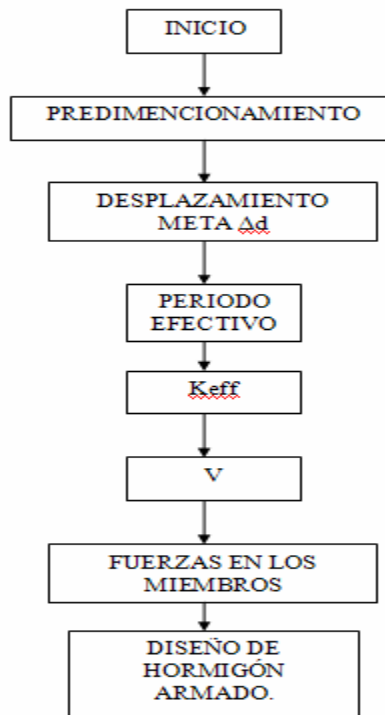 INICIO
PREDIMENCIONAMIENTO
DESPLAZAMIENTO
META Δd
PERIODO
EFECTIVO
Keff
V
FUERZAS EN LOS
MIEMBROS
DISEÑO DE
HORMIGÓN
ARMADO.